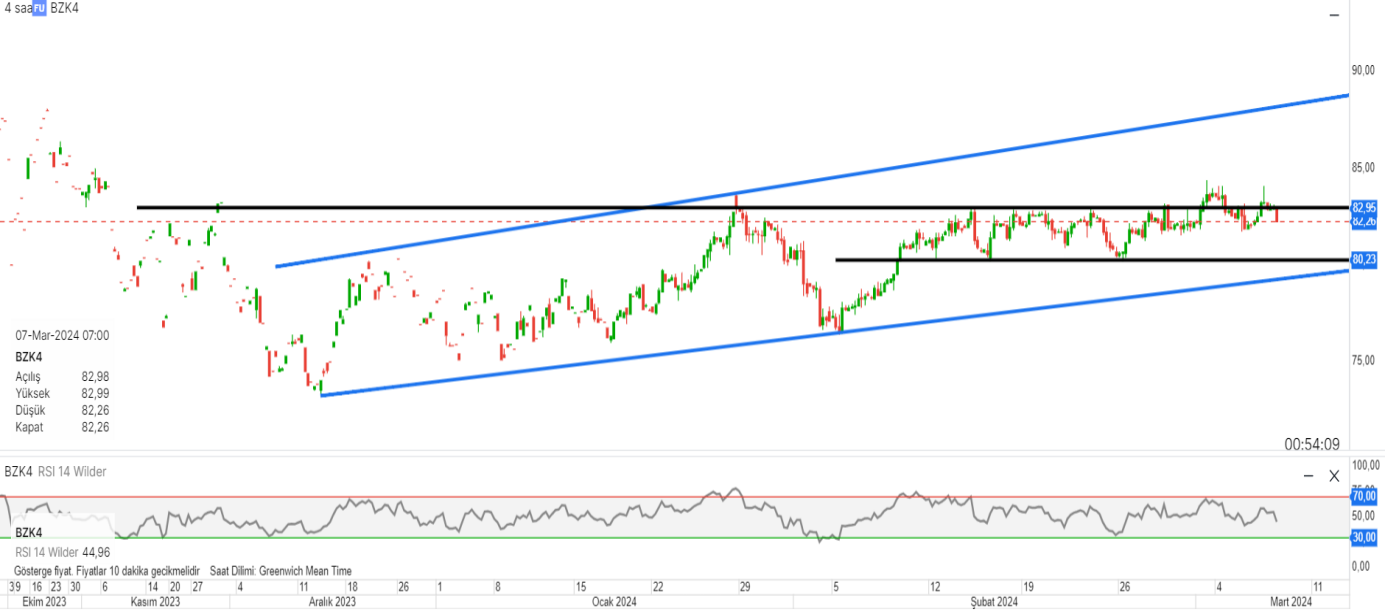 4 saa FU BZK4
90,00
85,00
82,95
82,26
80,23
75,00
07-Mar-2024 07:00
BZK4
Açılış 82,98
Yüksek 82,99
Düşük 82,26
Kapat 82,26
00:54:09
BZK4 RSI 14 Wilder
100,00
75,00
70,00
50,00
30,00
0,00
BZK4
RSI 14 Wilder 44,96
Gösterge fiyat. Fiyatlar 10 dakika gecikmelidir Saat Dilimi: Greenwich Mean Time
3 9 16 23 30 6 14 20 27 4 11 18 26 1 8 15 22 29 5 12 19 26 4 11
Ekim 2023 Kasım 2023 Aralık 2023 Ocak 2024 Şubat 2024 Mart 2024